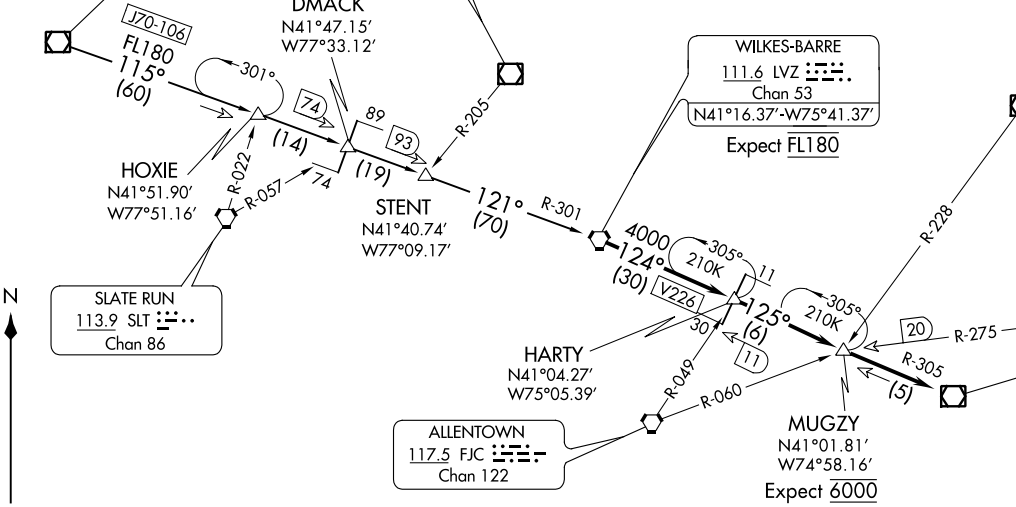 DMACK
N41°47.15'
W77°33.12'
J70-106
FL180
115°
(60)
301°
74
(14)
89
93
(19)
74
HOXIE
N41°51.90'
W77°51.16'
R-022
R-057
R-205
STENT
N41°40.74'
W77°09.17'
121°
(70)
R-301
WILKES-BARRE
111.6 LVZ
Chan 53
N41°16.37'-W75°41.37'
Expect FL180
N
SLATE RUN
113.9 SLT
Chan 86
4000
124°
(30)
V226
305°
210K
11
30
125°
(6)
11
305°
210K
R-228
20
R-275
R-305
(5)
HARTY
N41°04.27'
W75°05.39'
R-049
R-060
ALLENTOWN
117.5 FJC
Chan 122
MUGZY
N41°01.81'
W74°58.16'
Expect 6000